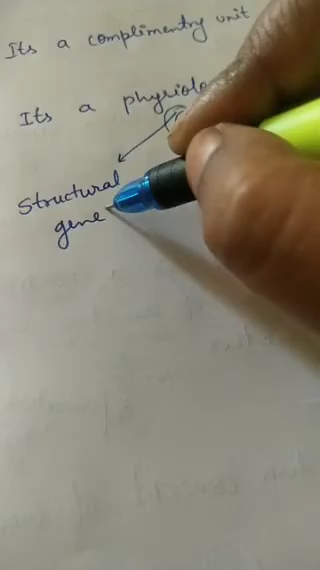 Its a complimentry unit
Its a
Structural
gene